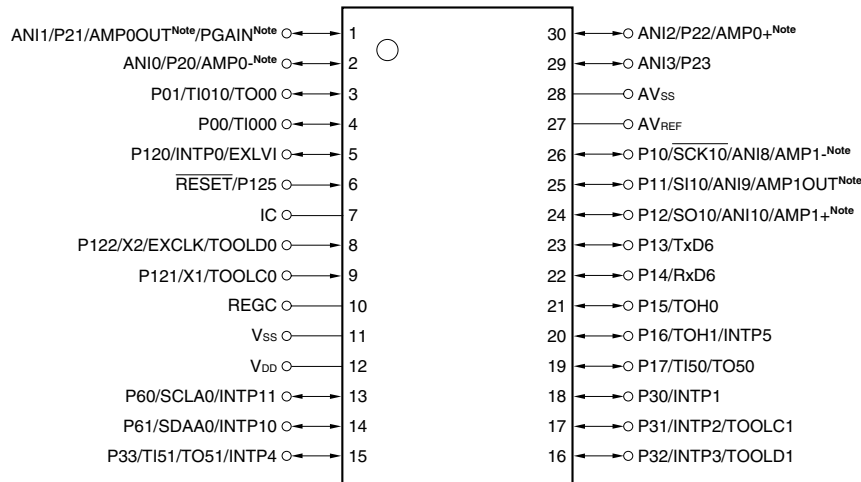 ANI1/P21/AMP0OUTNote/PGAINNote 1 30 ANI2/P22/AMP0+Note
ANI0/P20/AMP0-Note 2 29 ANI3/P23
P01/TI010/TO00 3 28 AVSS
P00/TI000 4 27 AVREF
P120/INTP0/EXLVI 5 26 P10/SCK10/ANI8/AMP1-Note
RESET/P125 6 25 P11/SI10/ANI9/AMP1OUTNote
IC 7 24 P12/SO10/ANI10/AMP1+Note
P122/X2/EXCLK/TOOLD0 8 23 P13/TxD6
P121/X1/TOOLC0 9 22 P14/RxD6
REGC 10 21 P15/TOH0
VSS 11 20 P16/TOH1/INTP5
VDD 12 19 P17/TI50/TO50
P60/SCLA0/INTP11 13 18 P30/INTP1
P61/SDAA0/INTP10 14 17 P31/INTP2/TOOLC1
P33/TI51/TO51/INTP4 15 16 P32/INTP3/TOOLD1